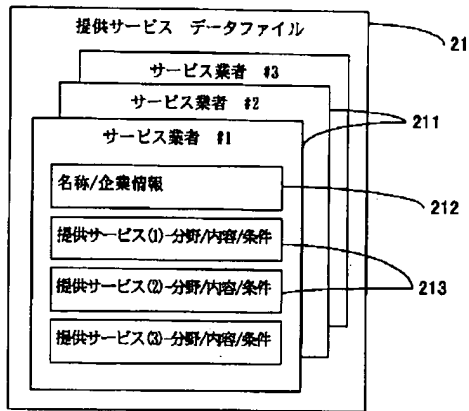 提供サービス データファイル
21
サービス業者 #3
サービス業者 #2
211
サービス業者 #1
名称/企業情報
212
提供サービス(1)-分野/内容/条件
213
提供サービス(2)-分野/内容/条件
提供サービス(3)-分野/内容/条件